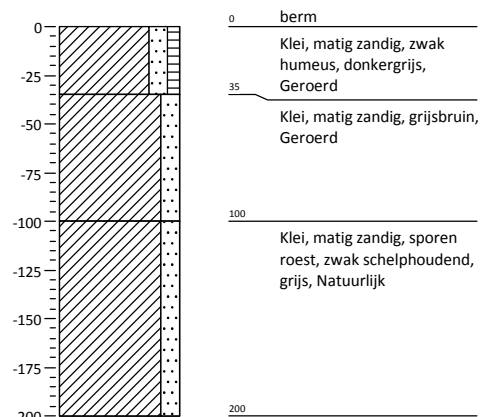 0
-25
-50
-75
-100
-125
-150
-175
-200
0 berm
Klei, matig zandig, zwak
humeus, donkergrijs,
Geroerd
35
Klei, matig zandig, grijsbruin,
Geroerd
100
Klei, matig zandig, sporen
roest, zwak schelphoudend,
grijs, Natuurlijk
200